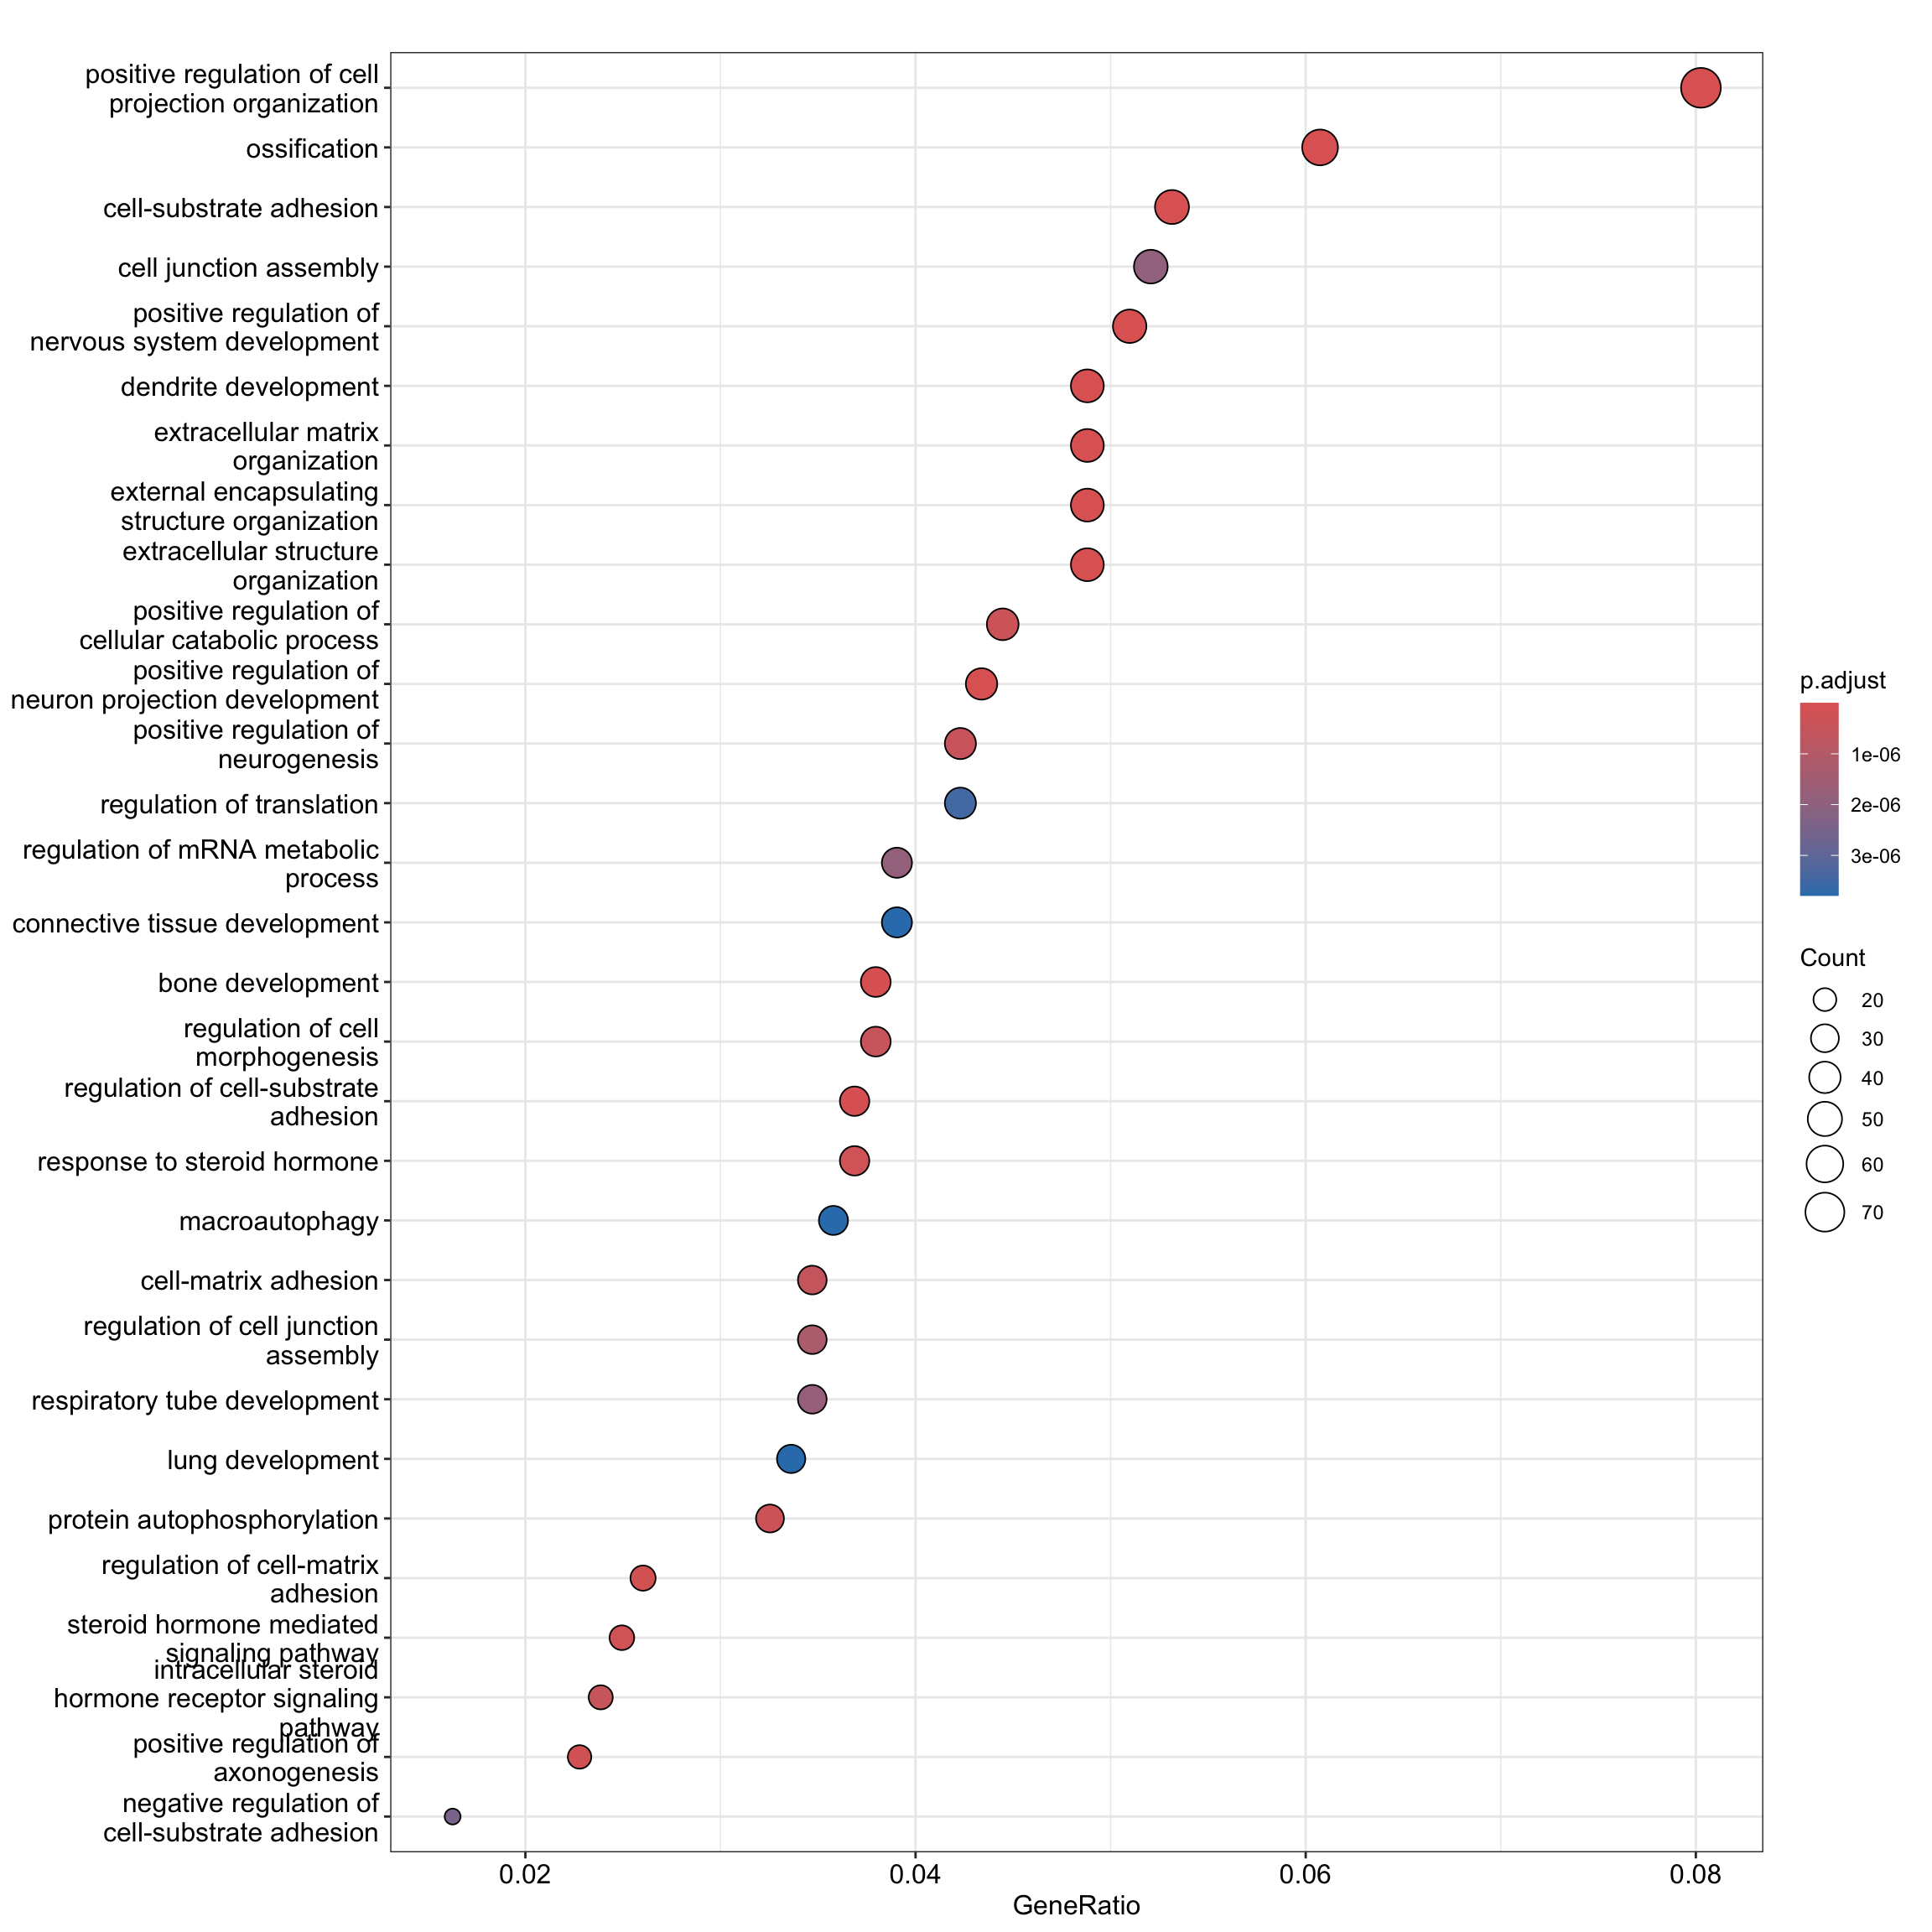 positive regulation of cell
projection organization
ossification
cell-substrate adhesion
cell junction assembly
positive regulation of
nervous system development
dendrite development
extracellular matrix
organization
external encapsulating
structure organization
extracellular structure
organization
positive regulation of
cellular catabolic process
positive regulation of
neuron projection development
positive regulation of
neurogenesis
regulation of translation
regulation of mRNA metabolic
process
connective tissue development
bone development
regulation of cell
morphogenesis
regulation of cell-substrate
adhesion
response to steroid hormone
macroautophagy
cell-matrix adhesion
regulation of cell junction
assembly
respiratory tube development
lung development
protein autophosphorylation
regulation of cell-matrix
adhesion
steroid hormone mediated
signaling pathway
intracellular steroid
hormone receptor signaling
pathway
positive regulation of
axonogenesis
negative regulation of
cell-substrate adhesion
0.02
0.04
0.06
0.08
GeneRatio
p.adjust
1e-06
2e-06
3e-06
Count
20
30
40
50
60
70